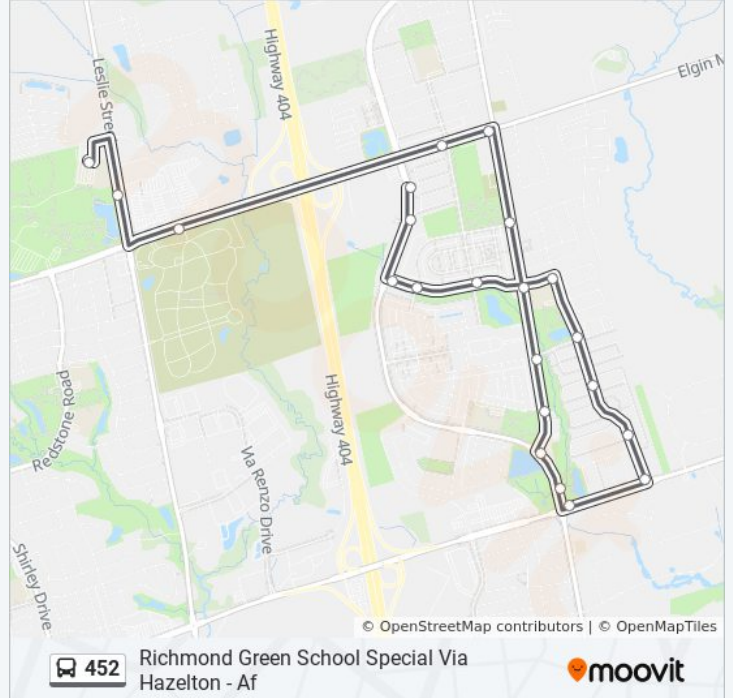 Highway 404
Leslie Stre
Elgin M
Redstone Road
Highway 404
Via Renzo Drive
Shirley Drive
© OpenStreetMap contributors | © OpenMapTiles
452
Richmond Green School Special Via
Hazelton - Af
moovit